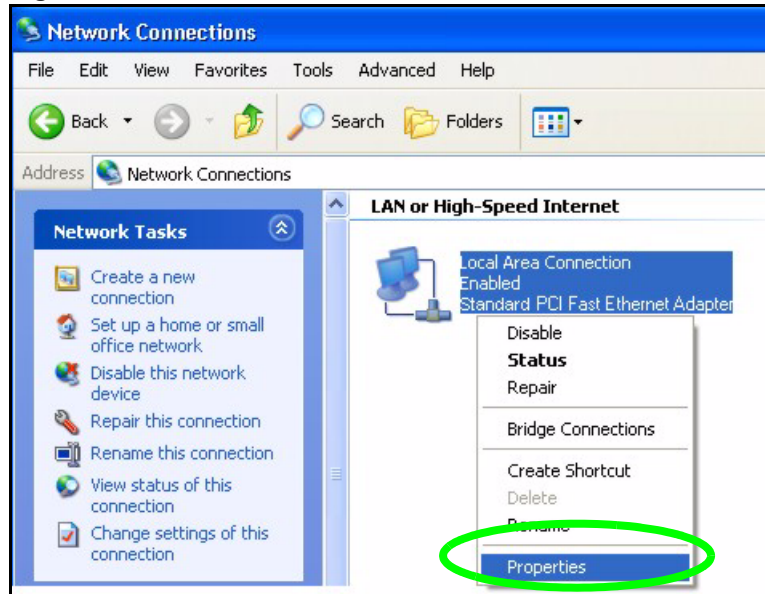 Network Connections
File Edit View Favorites Tools Advanced Help
Back Search Folders
Address Network Connections
Network Tasks
Create a new
connection
Set up a home or small
office network
Disable this network
device
Repair this connection
Rename this connection
View status of this
connection
Change settings of this
connection
LAN or High-Speed Internet
Local Area Connection
Enabled
Standard PCI Fast Ethernet Adapter
Disable
Status
Repair
Bridge Connections
Create Shortcut
Delete
Rename
Properties